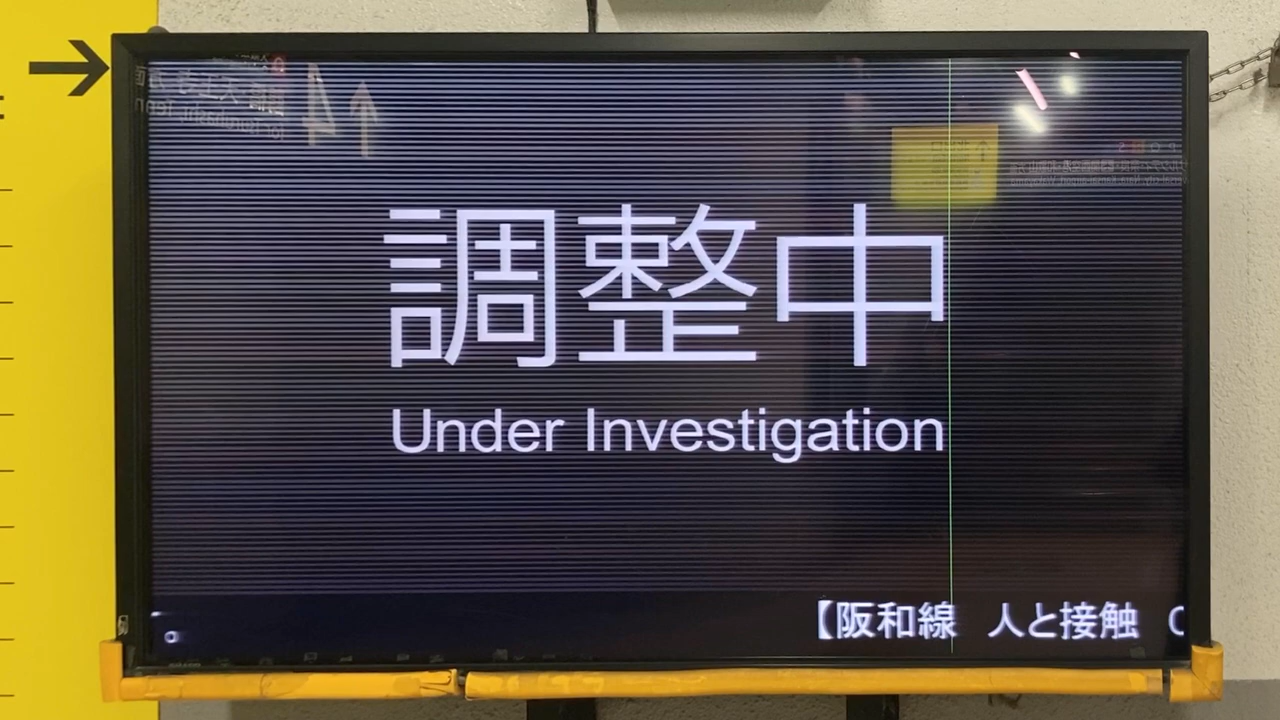 調整中
Under Investigation
【阪和線 人と接触